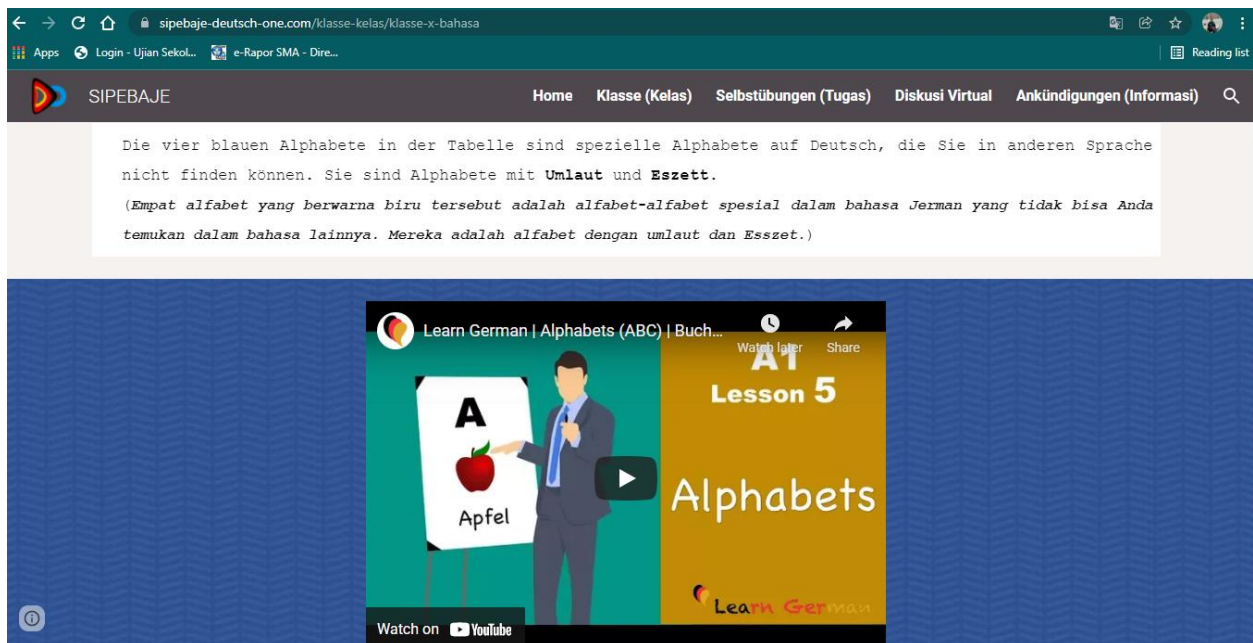 sipebaje-deutsch-one.com/klasse-kelas/klasse-x-bahasa
Apps Login - Ujian Sekol... e-Rapor SMA - Dire... Reading list
SIPEBAJE Home Klasse (Kelas) Selbstübungen (Tugas) Diskusi Virtual Ankündigungen (Informasi)
Die vier blauen Alphabete in der Tabelle sind spezielle Alphabete auf Deutsch, die Sie in anderen Sprache
nicht finden können. Sie sind Alphabete mit Umlaut und Eszett.
(Empat alfabet yang berwarna biru tersebut adalah alfabet-alfabet spesial dalam bahasa Jerman yang tidak bisa Anda
temukan dalam bahasa lainnya. Mereka adalah alfabet dengan umlaut dan Esszet.)
Learn German | Alphabets (ABC) | Buch...
Watch later Share
A1
Lesson 5
A
Apfel
Alphabets
Learn German
Watch on YouTube